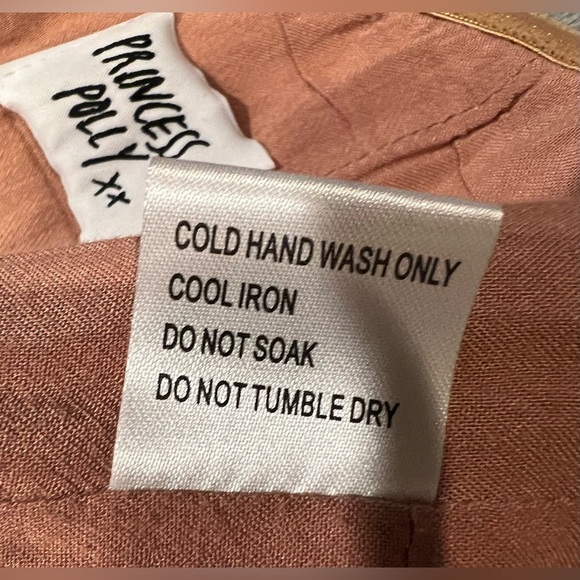 PRINCESS
POLLY xx
COLD HAND WASH ONLY
COOL IRON
DO NOT SOAK
DO NOT TUMBLE DRY